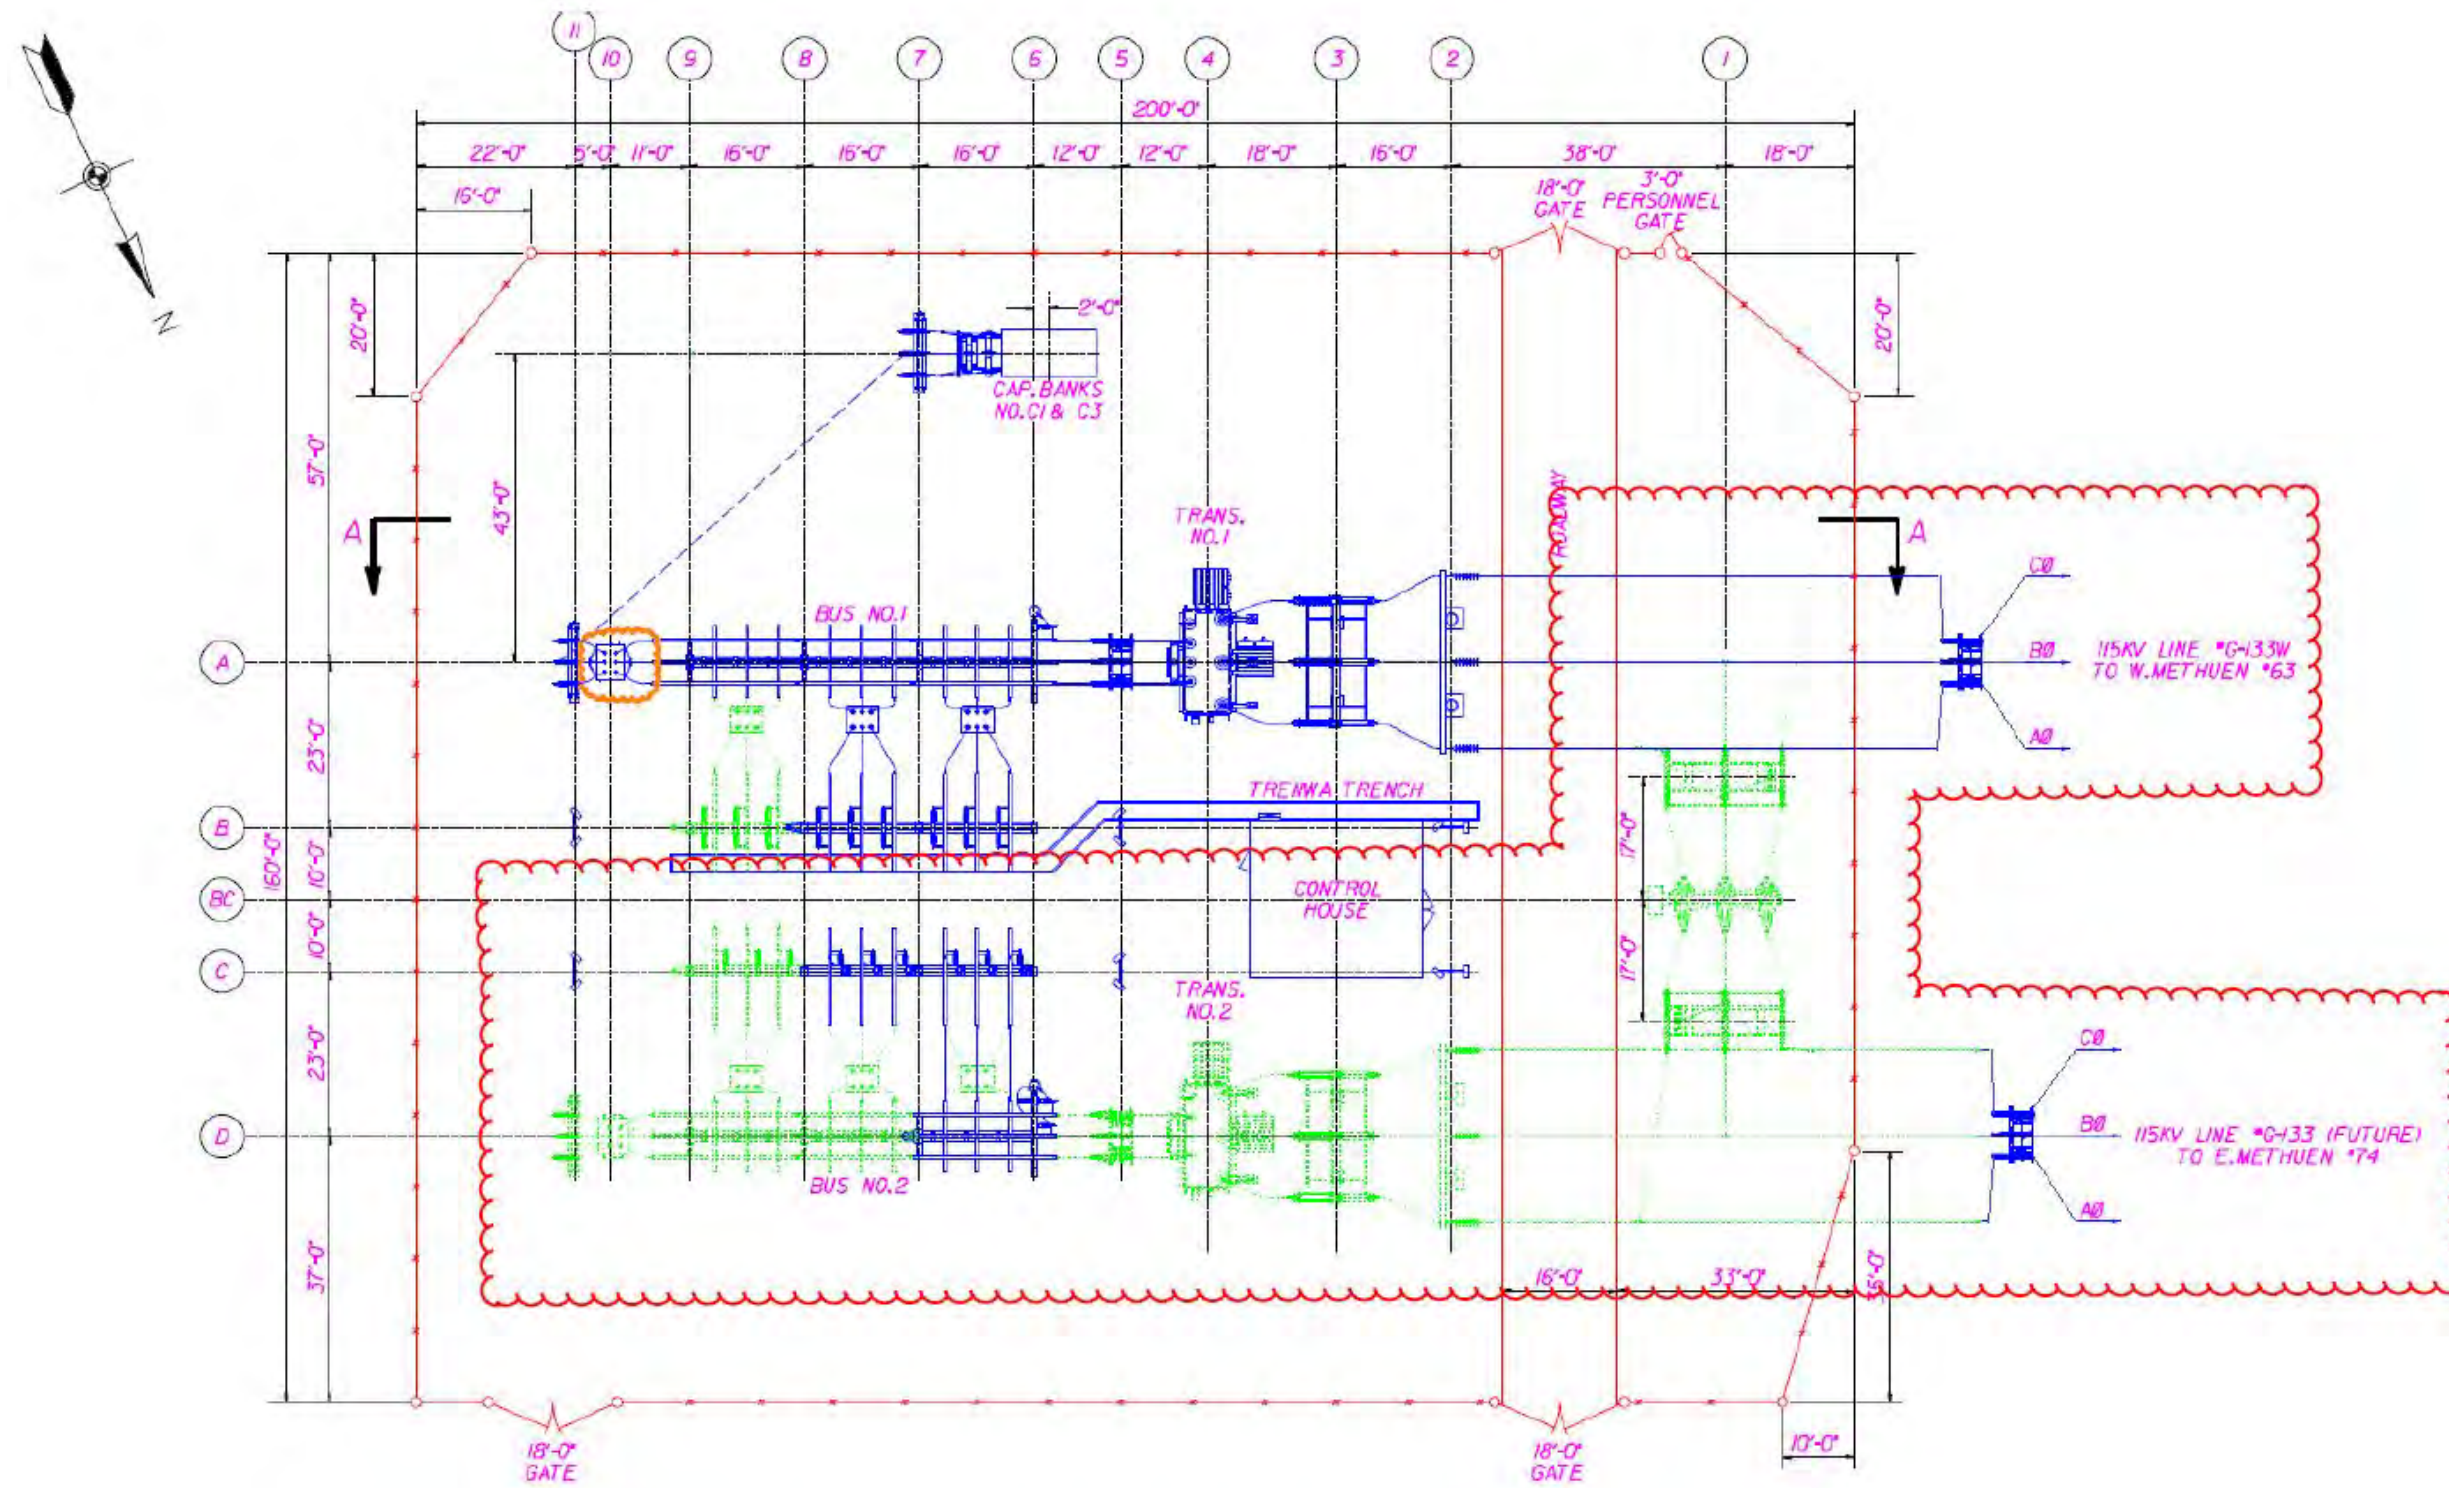 11
10
9
8
7
6
5
4
3
2
1
200'-0"
22'-0"
5'-0"
11'-0"
16'-0"
16'-0"
16'-0"
12'-0"
12'-0"
18'-0"
16'-0"
38'-0"
18'-0"
16'-0"
18'-0"
GATE
3'-0"
PERSONNEL
GATE
N
20'-0"
2'-0"
20'-0"
CAP.BANKS
NO.C1 & C3
57'-0"
43'-0"
ROADWAY
A
A
TRANS.
NO.1
CØ
BUS NO.1
A
BØ
115KV LINE #G-133W
TO W.METHUEN #63
AØ
23'-0"
TRENWA TRENCH
B
17'-0"
160'-0"
10'-0"
BC
CONTROL
HOUSE
10'-0"
17'-0"
C
TRANS.
NO.2
23'-0"
CØ
D
BØ
115KV LINE #G-133 (FUTURE)
TO E.METHUEN #74
BUS NO.2
AØ
37'-0"
16'-0"
33'-0"
35'-0"
18'-0"
GATE
18'-0"
GATE
10'-0"